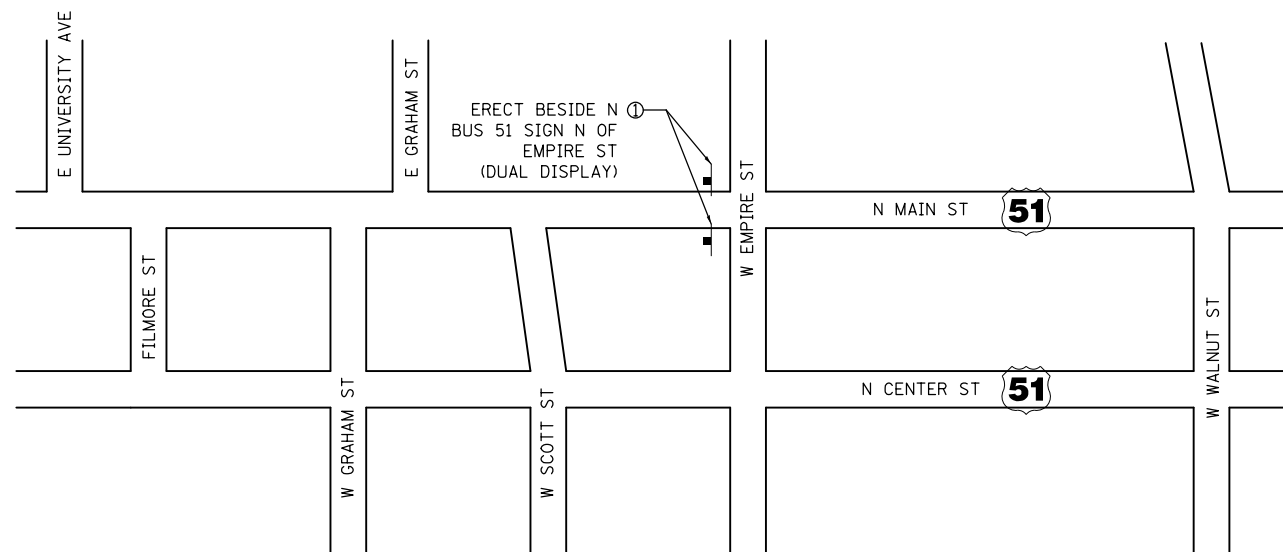 E UNIVERSITY AVE
E GRAHAM ST
ERECT BESIDE N ①
BUS 51 SIGN N OF
EMPIRE ST
(DUAL DISPLAY)
W EMPIRE ST
N MAIN ST 51
FILMORE ST
W GRAHAM ST
W SCOTT ST
N CENTER ST 51
W WALNUT ST